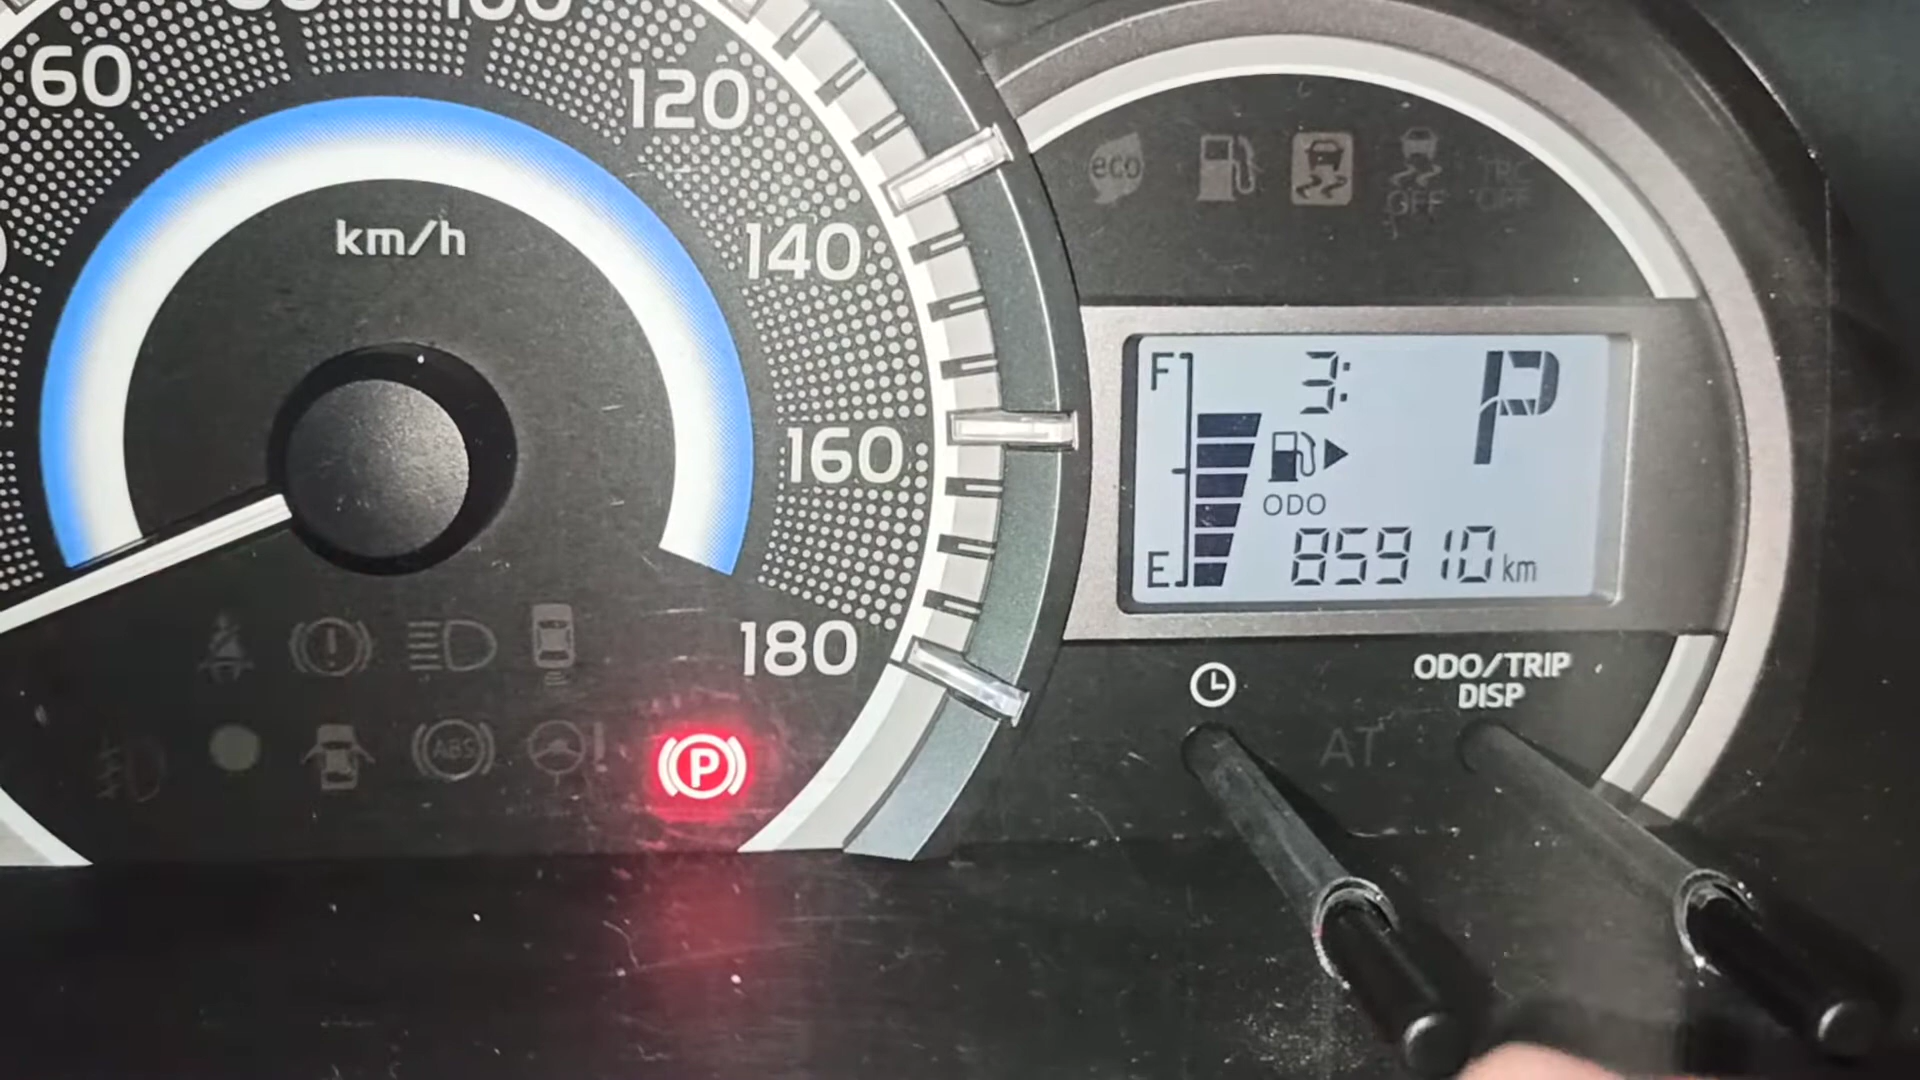 60
120
km/h
140
160
180
eco
OFF
TRC
OFF
F
3:
P
ODO
E
85910 km
ODO/TRIP
DISP
AT
ABS
!
P